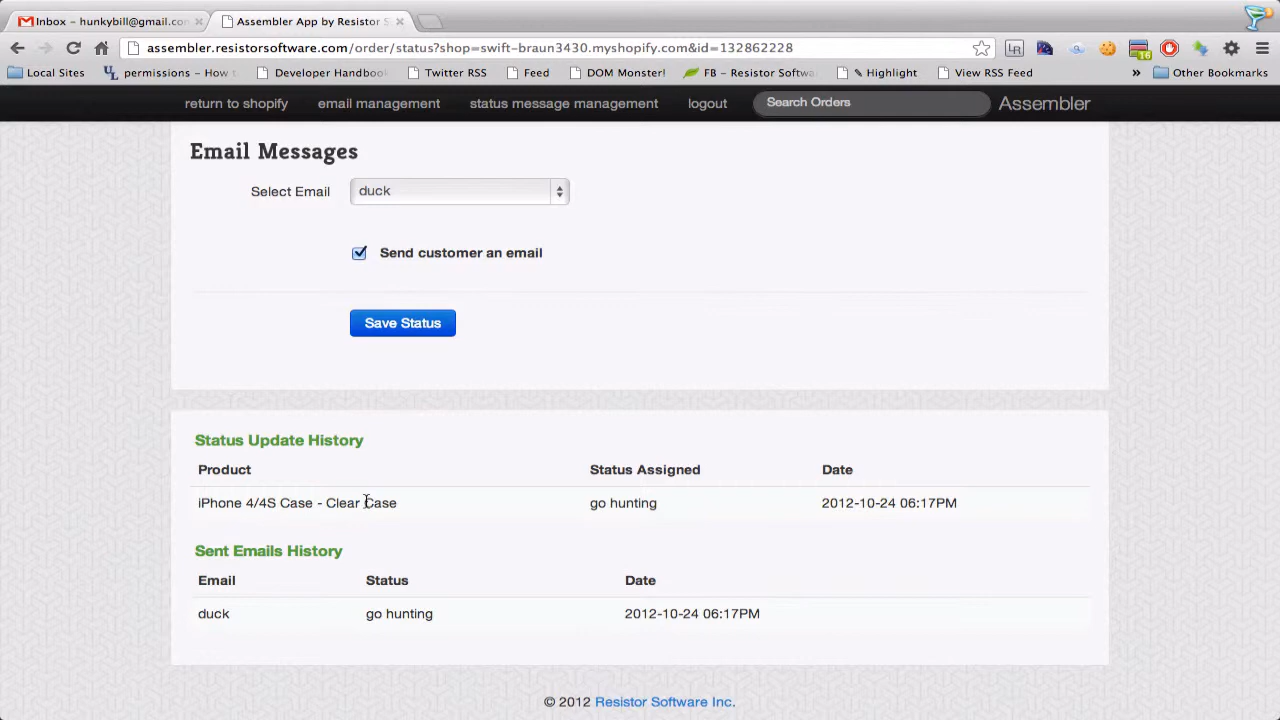 Inbox - hunkybill@gmail.con
Assembler App by Resistor S
assembler.resistorsoftware.com/order/status?shop=swift-braun3430.myshopify.com&id=132862228
LR
16
Local Sites
permissions - How t
Developer Handbook
TwittR RSS
Feed
DOM Monster!
FB - Resistor Softwa
Highlight
View RSS Feed
»
Other Bookmarks
return to shopify
email management
status message management
logout
Search Orders
Assembler
Email Messages
Select Email
duck
Send customer an email
Save Status
Status Update History
Product Status Assigned Date
iPhone 4/4S Case - Clear Case go hunting 2012-10-24 06:17PM
Sent Emails History
Email Status Date
duck go hunting 2012-10-24 06:17PM
© 2012 Resistor Software Inc.